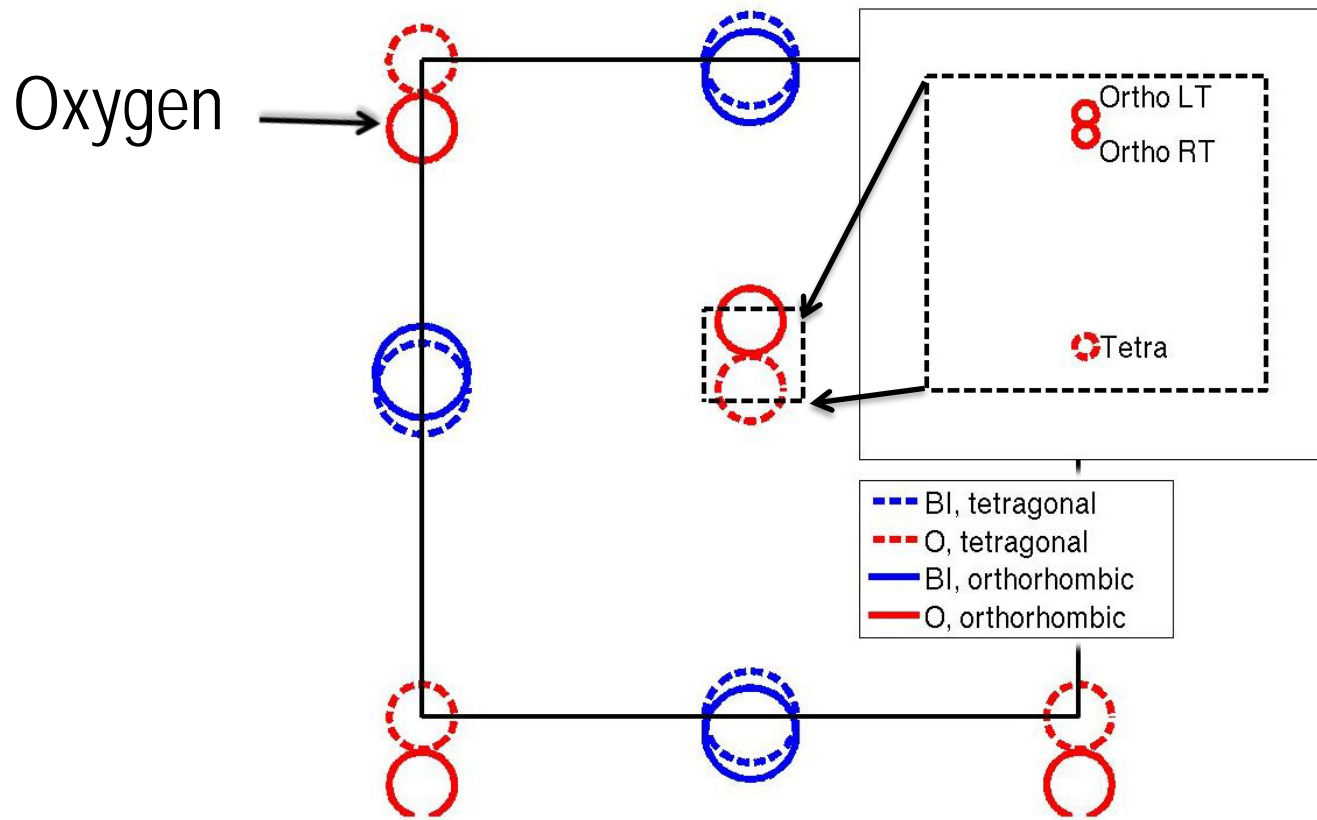 Oxygen
Ortho LT
Ortho RT
Tetra
BI, tetragonal
O, tetragonal
BI, orthorhombic
O, orthorhombic